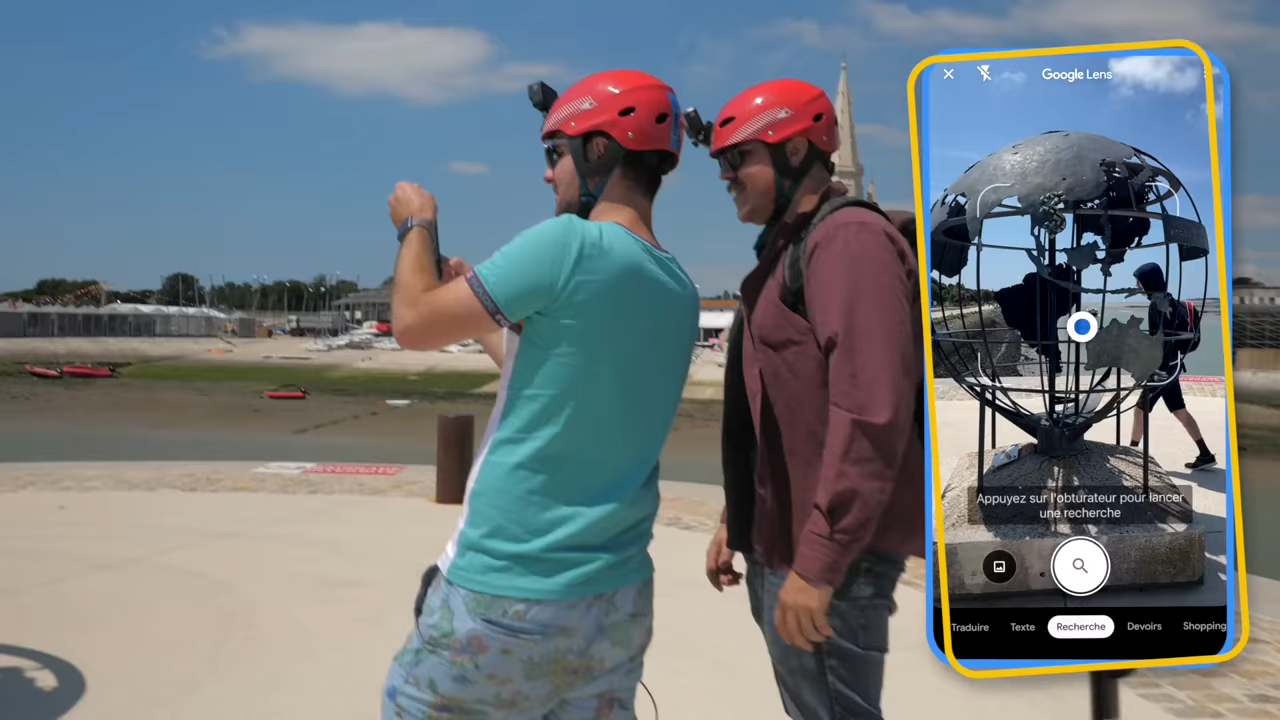 Google Lens
Appuyez sur l'obturateur pour lancer
une recherche
Traduire
Texte
Recherche
Devoirs
Shopping